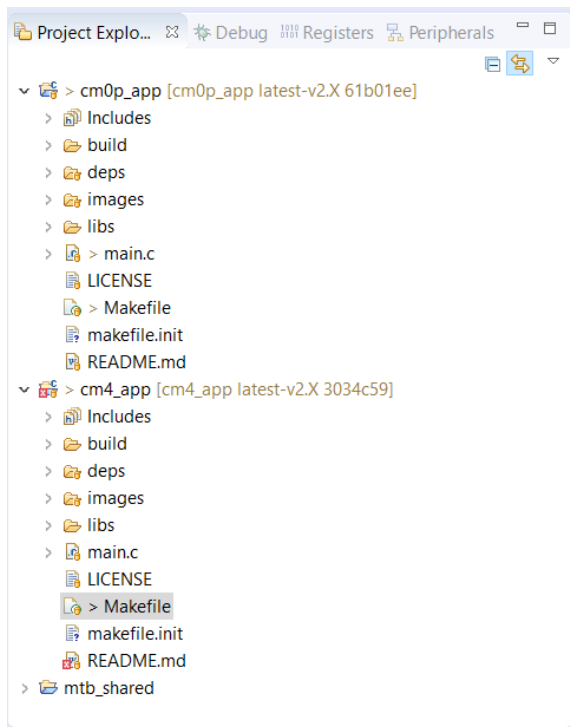 Project Explo... Debug Registers Peripherals
> cm0p_app [cm0p_app latest-v2.X 61b01ee]
Includes
build
deps
images
libs
> main.c
LICENSE
> Makefile
makefile.init
README.md
> cm4_app [cm4_app latest-v2.X 3034c59]
Includes
build
deps
images
libs
main.c
LICENSE
> Makefile
makefile.init
README.md
mtb_shared